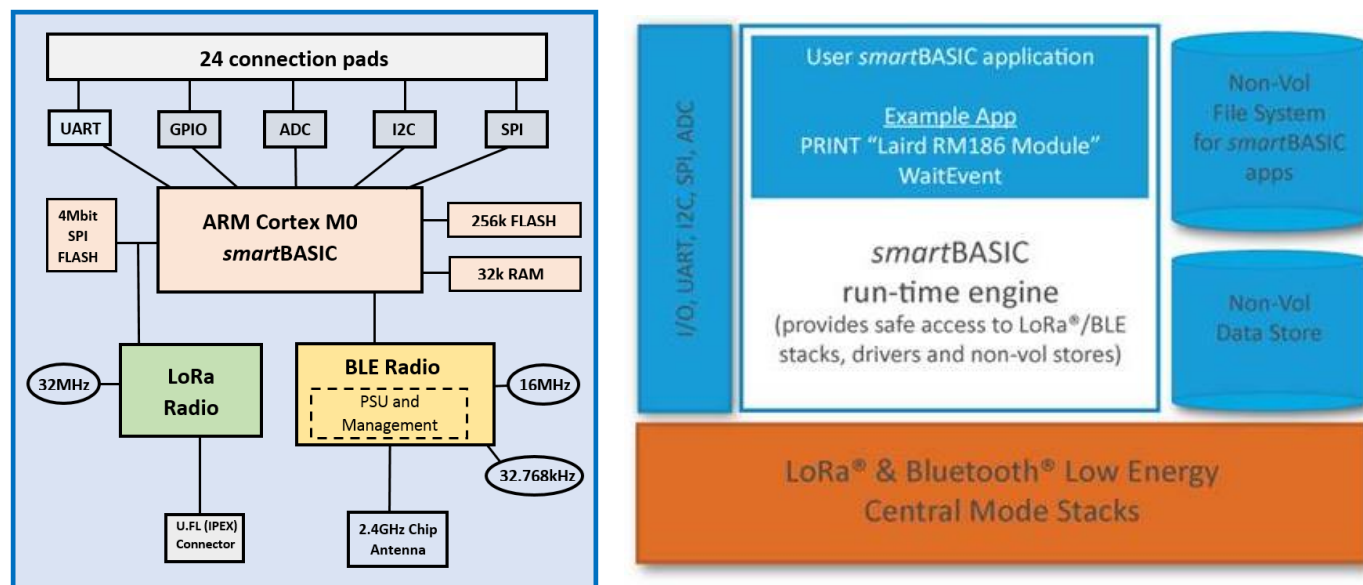 24 connection pads
UART
GPIO
ADC
I2C
SPI
4Mbit
SPI
FLASH
ARM Cortex M0
smartBASIC
256k FLASH
32k RAM
32MHz
LoRa
Radio
BLE Radio
PSU and
Management
16MHz
32.768kHz
U.FL (IPEX)
Connector
2.4GHz Chip
Antenna
I/O, UART, I2C, SPI, ADC
User smartBASIC application
Example App
PRINT “Laird RM186 Module”
WaitEvent
smartBASIC
run-time engine
(provides safe access to LoRa®/BLE
stacks, drivers and non-vol stores)
Non-Vol
File System
for smartBASIC
apps
Non-Vol
Data Store
LoRa® & Bluetooth® Low Energy
Central Mode Stacks